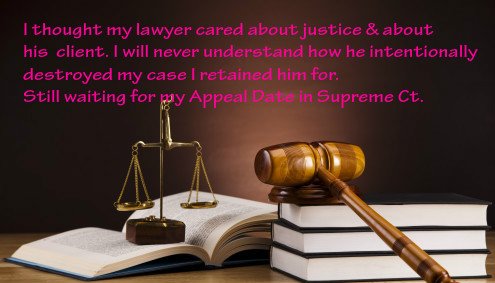 I thought my lawyer cared about justice & about
his client. I will never understand how he intentionally
destroyed my case I retained him for.
Still waiting for my Appeal Date in Supreme Ct.